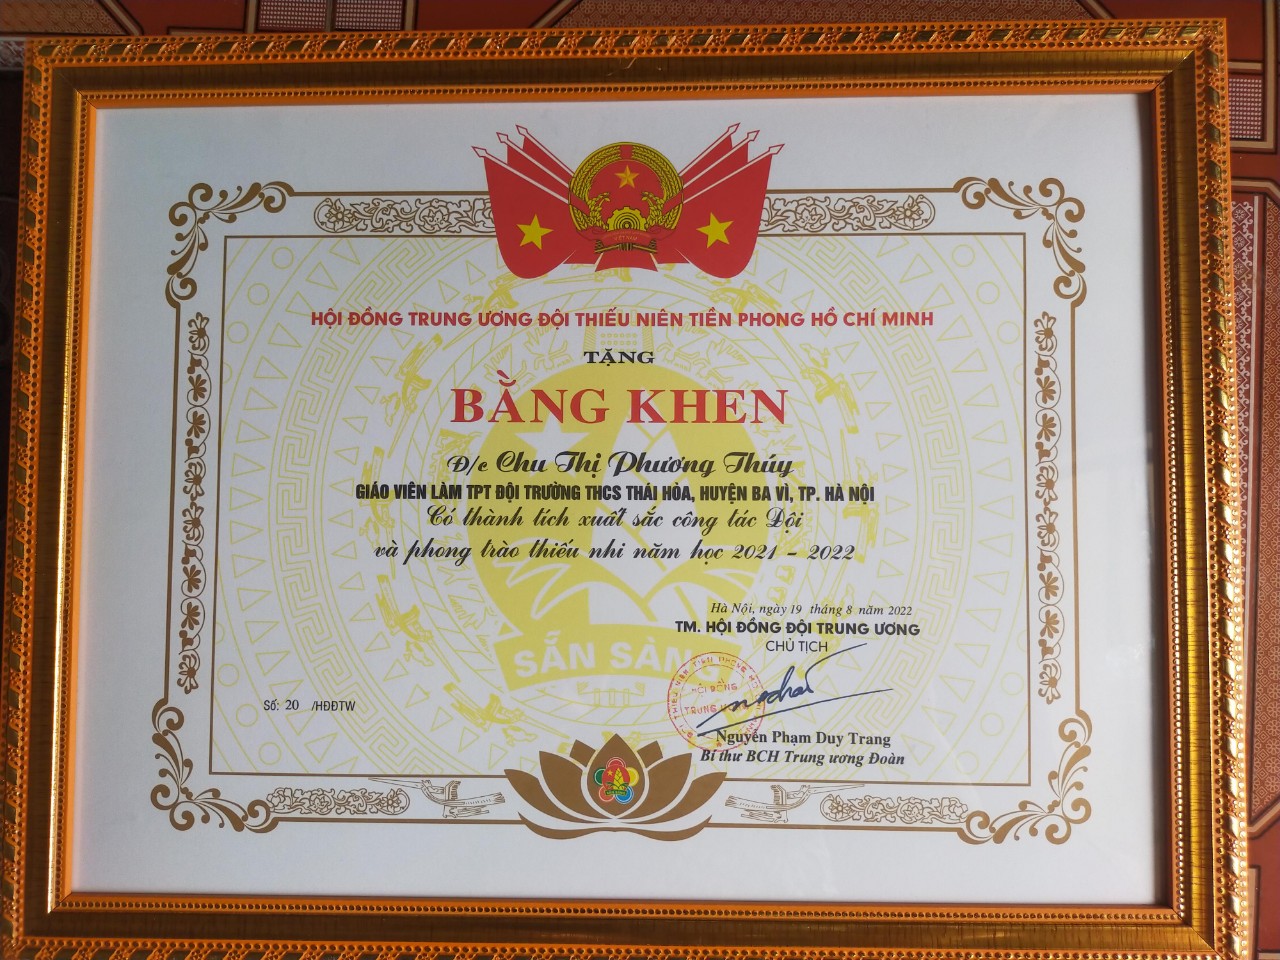 HỘI ĐỒNG TRUNG ƯƠNG ĐỘI THIẾU NIÊN TIỀN PHONG HỒ CHÍ MINH
TẶNG
BẰNG KHEN
Đ/c Chu Thị Phương Thúy
GIÁO VIÊN LÀM TPT ĐỘI TRƯỜNG THCS THÁI HÒA, HUYỆN BA VÌ, TP. HÀ NỘI
Có thành tích xuất sắc công tác Đội
và phong trào thiếu nhi năm học 2021 - 2022
Hà Nội, ngày 19 tháng 8 năm 2022
TM. HỘI ĐỒNG ĐỘI TRUNG ƯƠNG
CHỦ TỊCH
SẴN SÀNG
HỘI ĐỒNG
TRUNG ƯƠNG
Số: 20 /HĐĐTW
Nguyễn Phạm Duy Trang
Bí thư BCH Trung ương Đoàn